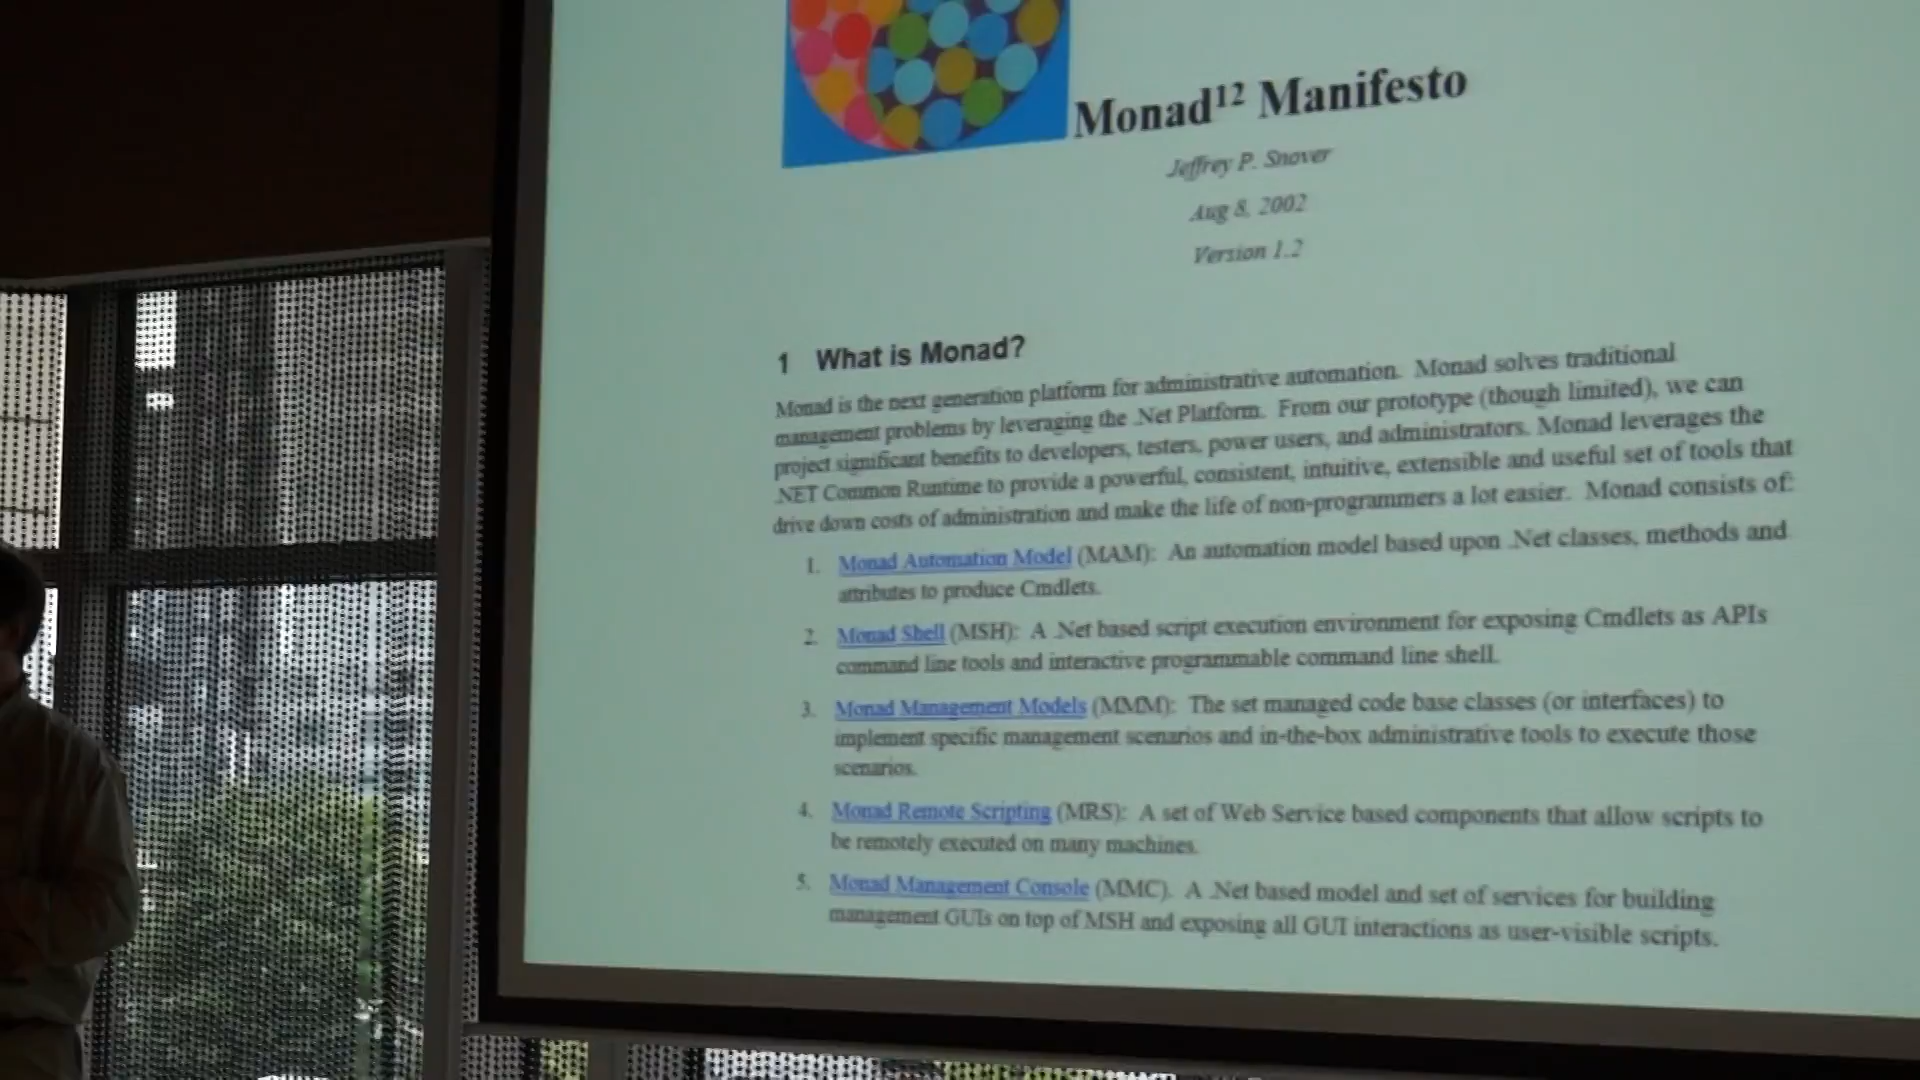 Monad12 Manifesto
Jeffrey P. Snover
Aug 8, 2002
Version 1.2
1 What is Monad?
Monad is the next generation platform for administrative automation. Monad solves traditional
management problems by leveraging the .Net Platform. From our prototype (though limited), we can
project significant benefits to developers, testers, power users, and administrators. Monad leverages the
.NET Common Runtime to provide a powerful, consistent, intuitive, extensible and useful set of tools that
drive down costs of administration and make the life of non-programmers a lot easier. Monad consists of:
1. Monad Automation Model (MAM): An automation model based upon .Net classes, methods and
attributes to produce Cmdlets.
2. Monad Shell (MSH): A .Net based script execution environment for exposing Cmdlets as APIs
command line tools and interactive programmable command line shell.
3. Monad Management Models (MMM): The set managed code base classes (or interfaces) to
implement specific management scenarios and in-the-box administrative tools to execute those
scenarios.
4. Monad Remote Scripting (MRS): A set of Web Service based components that allow scripts to
be remotely executed on many machines.
5. Monad Management Console (MMC). A .Net based model and set of services for building
management GUIs on top of MSH and exposing all GUI interactions as user-visible scripts.